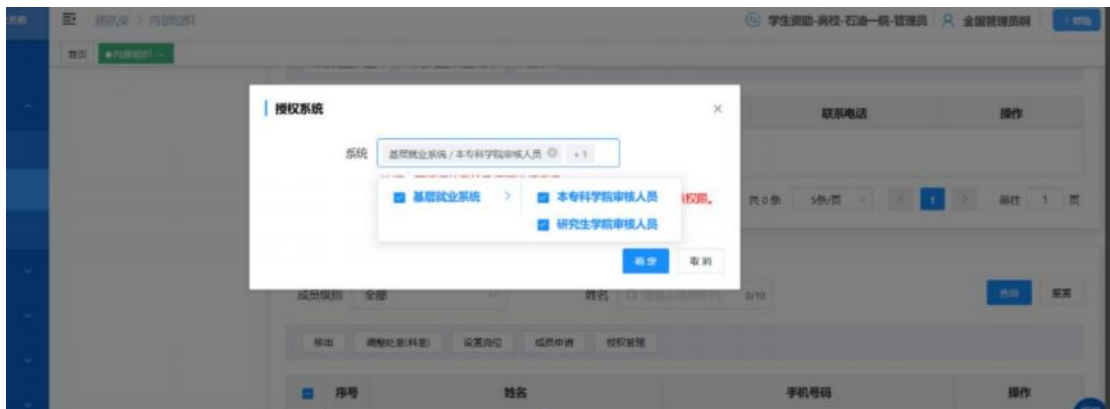 通讯录 > 内部组织
学生资助-高校-石油一院-管理员
全国管理员啊
首页
内部组织
授权系统
联系电话
操作
系统
基层就业系统 / 本专科学院审核人员
+ 1
基层就业系统
本专科学院审核人员
研究生学院审核人员
权限。
共 0 条
5条/页
1
前往 1 页
确 定
取 消
成员级别
全部
姓名
0/10
查询
重置
移出
调整处室(科室)
设置岗位
成员申请
授权管理
序号
姓名
手机号码
操作